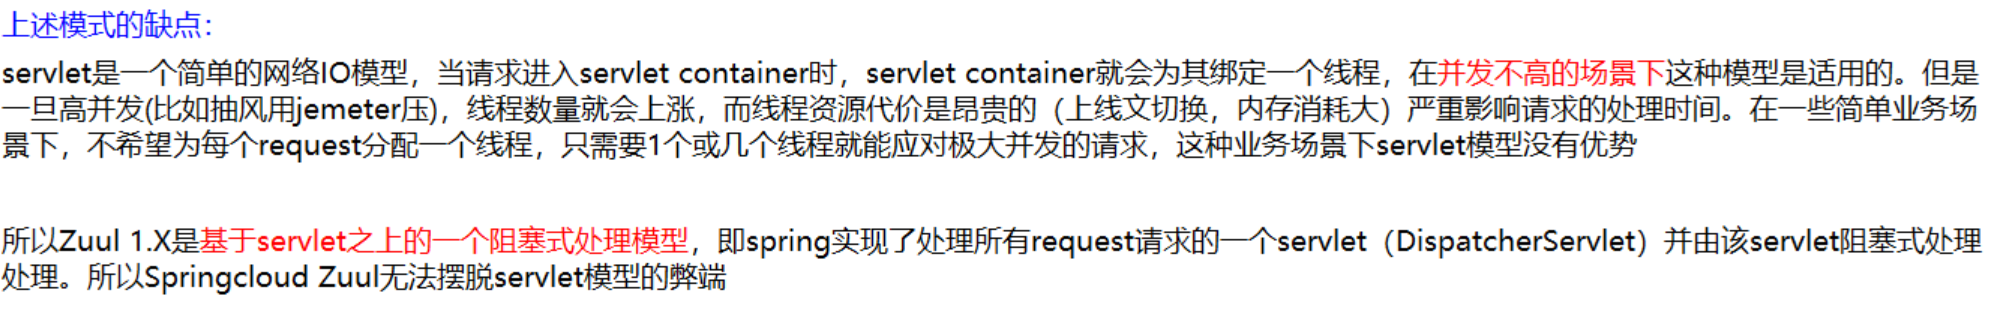 上述模式的缺点：
servlet是一个简单的网络IO模型，当请求进入servlet container时，servlet container就会为其绑定一个线程，在并发不高的场景下这种模型是适用的。但是
一旦高并发(比如抽风用jemeter压)，线程数量就会上涨，而线程资源代价是昂贵的（上线文切换，内存消耗大）严重影响请求的处理时间。在一些简单业务场
景下，不希望为每个request分配一个线程，只需要1个或几个线程就能应对极大并发的请求，这种业务场景下servlet模型没有优势
所以Zuul 1.X是基于servlet之上的一个阻塞式处理模型，即spring实现了处理所有request请求的一个servlet（DispatcherServlet）并由该servlet阻塞式处理
处理。所以Springcloud Zuul无法摆脱servlet模型的弊端